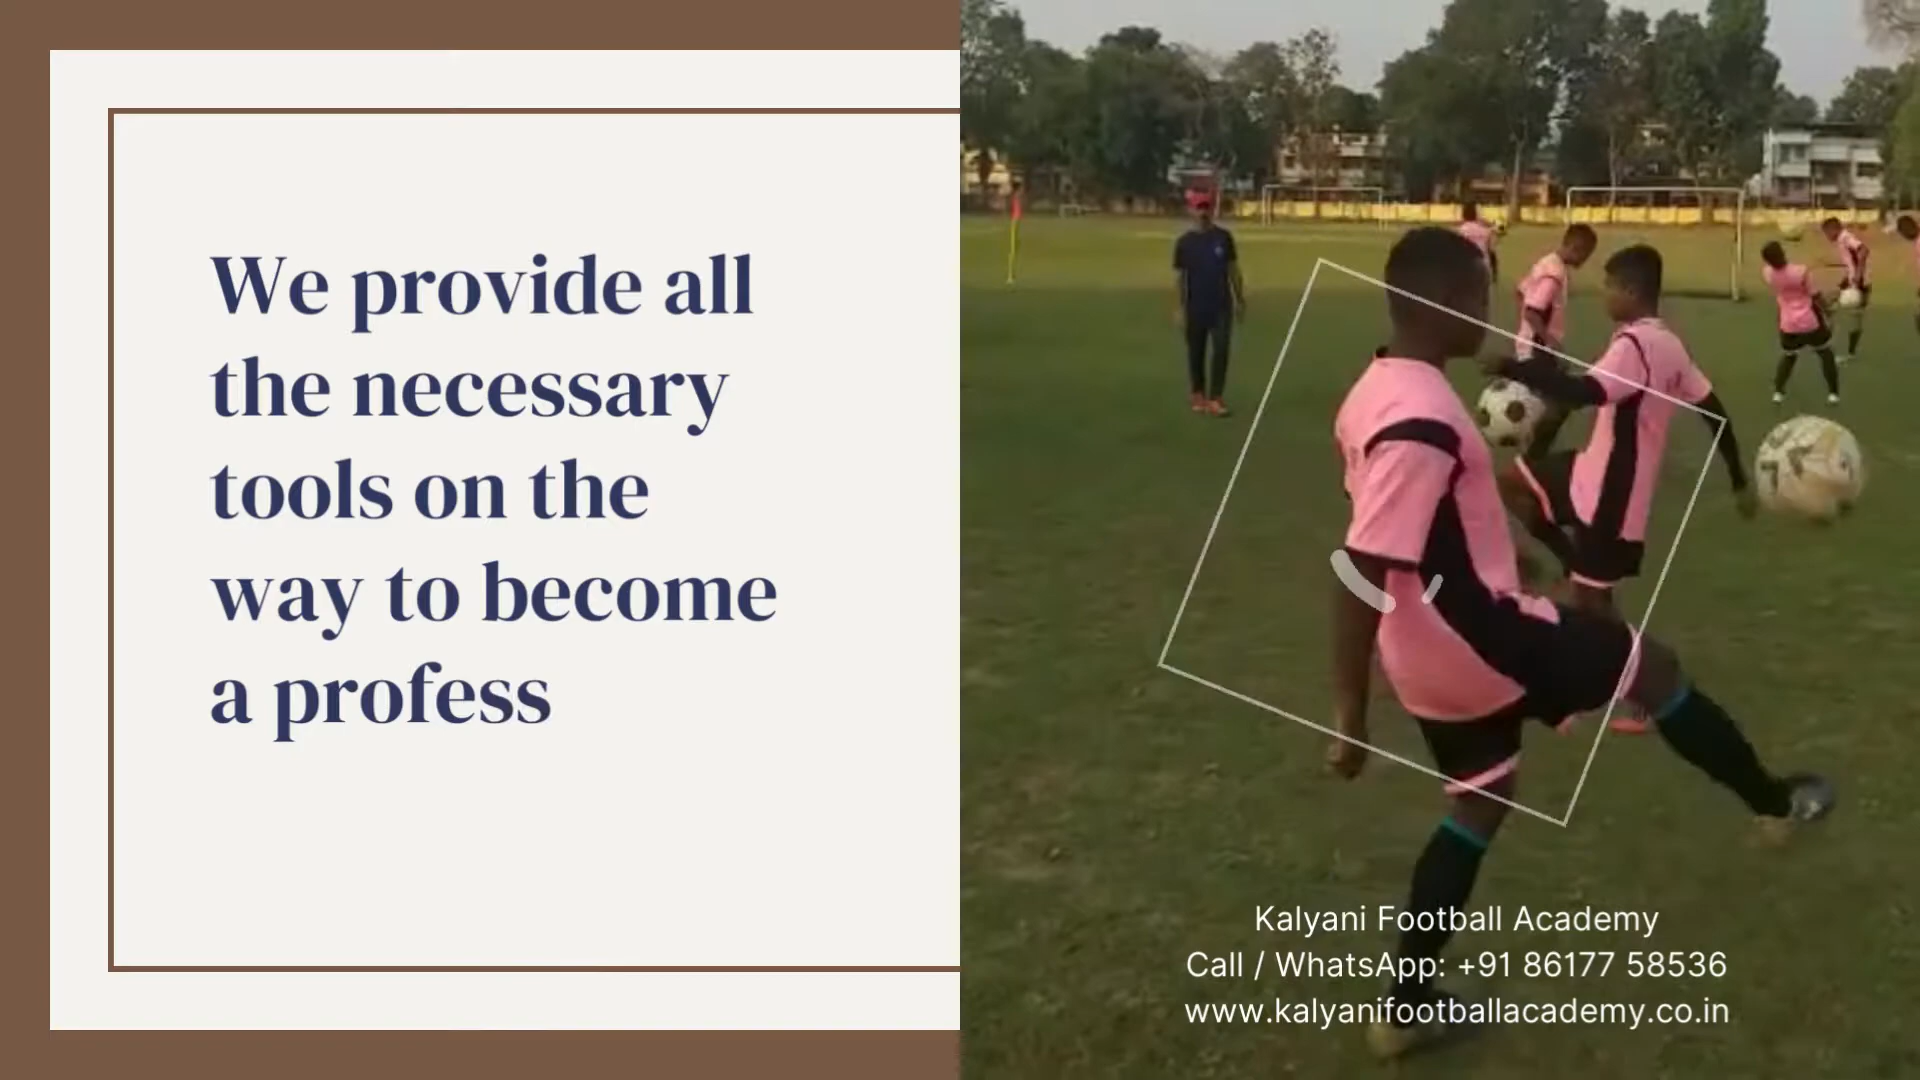 We provide all
the necessary
tools on the
way to become
a profess
Kalyani Football Academy
Call / WhatsApp: +91 86177 58536
www.kalyanifootballacademy.co.in